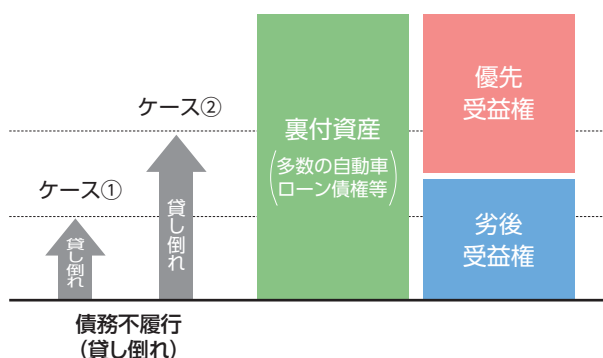 ケース②
ケース①
貸し倒れ
貸し倒れ
債務不履行
(貸し倒れ)
裏付資産
(多数の自動車
ローン債権等)
優先
受益権
劣後
受益権